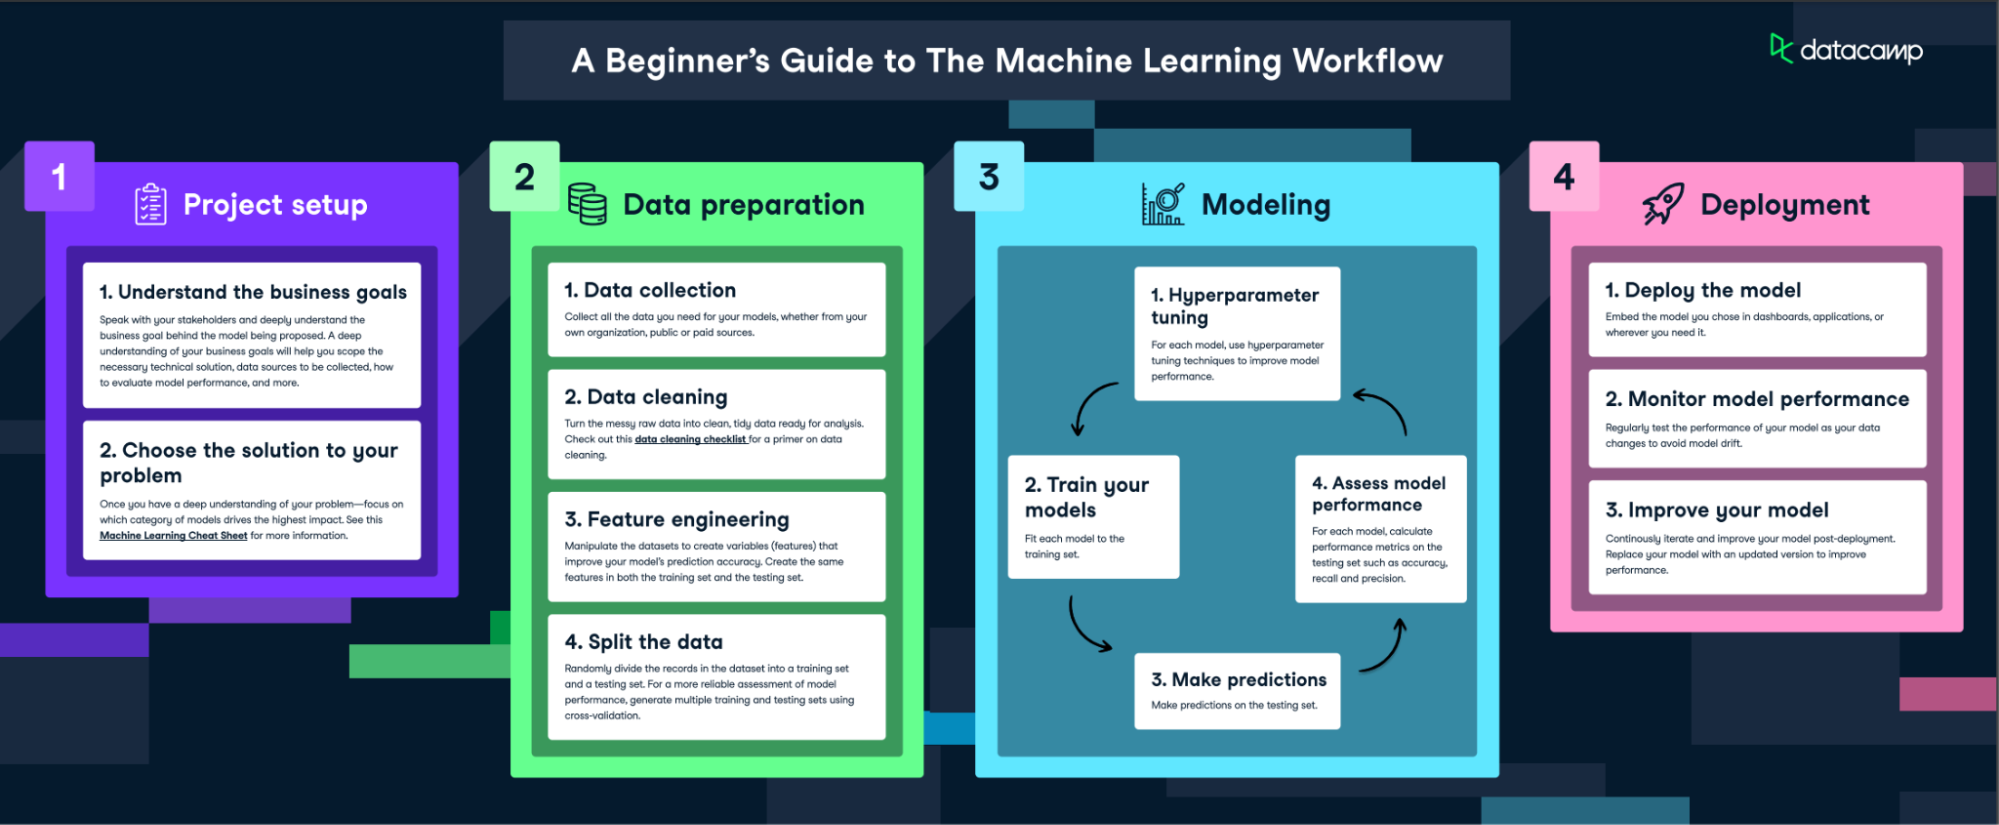 A Beginner's Guide to The Machine Learning Workflow
datacamp
1
Project setup
1. Understand the business goals
Speak with your stakeholders and deeply understand the
business goal behind the model being proposed. A deep
understanding of your business goals will help you scope the
necessary technical solution, data sources to be collected, how
to evaluate model performance, and more.
2. Choose the solution to your
problem
Once you have a deep understanding of your problem—focus on
which category of models drives the highest impact. See this
Machine Learning Cheat Sheet for more information.
2
Data preparation
1. Data collection
Collect all the data you need for your models, whether from your
own organization, public or paid sources.
2. Data cleaning
Turn the messy raw data into clean, tidy data ready for analysis.
Check out this data cleaning checklist for a primer on data
cleaning.
3. Feature engineering
Manipulate the datasets to create variables (features) that
improve your model's prediction accuracy. Create the same
features in both the training set and the testing set.
4. Split the data
Randomly divide the records in the dataset into a training set
and a testing set. For a more reliable assessment of model
performance, generate multiple training and testing sets using
cross-validation.
3
Modeling
1. Hyperparameter
tuning
For each model, use hyperparameter
tuning techniques to improve model
performance.
2. Train your
models
Fit each model to the
training set.
3. Make predictions
Make predictions on the testing set.
4. Assess model
performance
For each model, calculate
performance metrics on the
testing set such as accuracy,
recall and precision.
4
Deployment
1. Deploy the model
Embed the model you chose in dashboards, applications, or
wherever you need it.
2. Monitor model performance
Regularly test the performance of your model as your data
changes to avoid model drift.
3. Improve your model
Continously iterate and improve your model post-deployment.
Replace your model with an updated version to improve
performance.